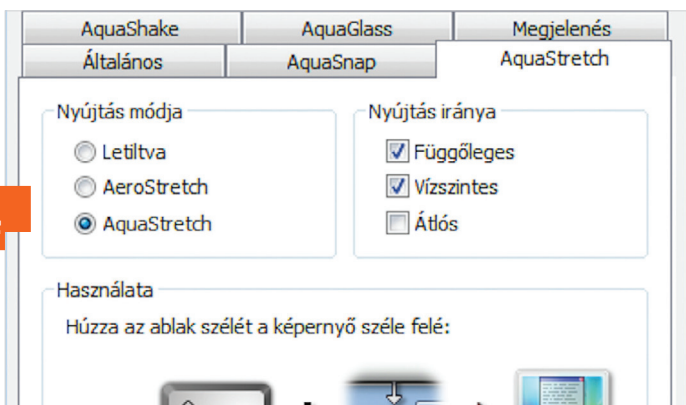 AquaShake AquaGlass Megjelenés
Általános AquaSnap AquaStretch
Nyújtás módja Nyújtás iránya
Letiltva Függőleges
AeroStretch Vízszintes
AquaStretch Átlós
Használata
Húzza az ablak szélét a képernyő széle felé: